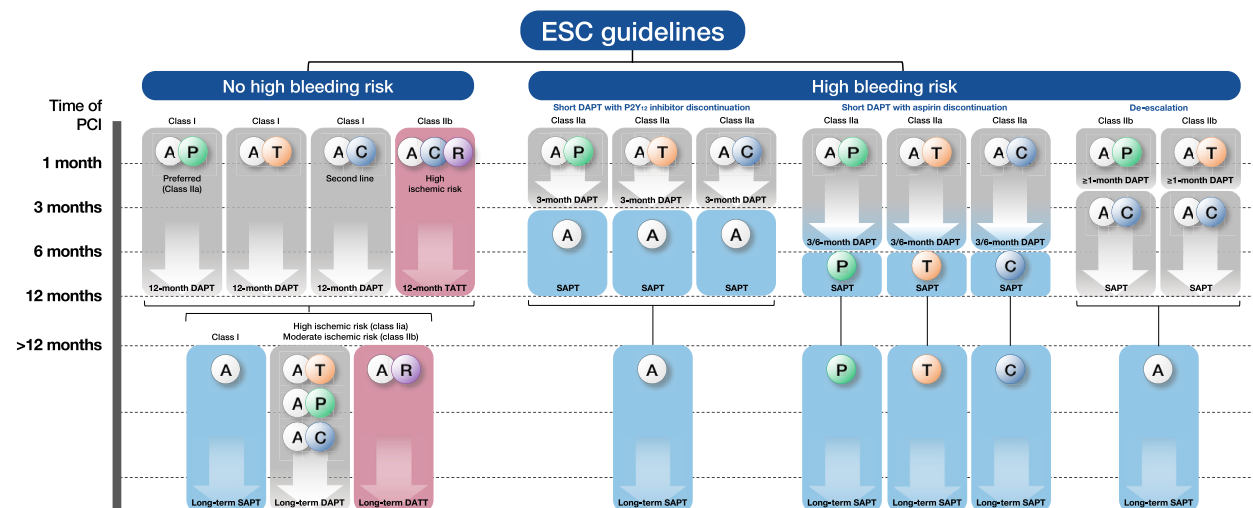 ESC guidelines
No high bleeding risk
High bleeding risk
Time of
PCI
1 month
3 months
6 months
12 months
>12 months
Class I
A P
Preferred
(Class IIa)
12-month DAPT
Class I
A T
12-month DAPT
Class I
A C
Second line
12-month DAPT
Class IIb
A C R
High
ischemic risk
12-month TATT
Class I
A
Long-term SAPT
High ischemic risk (class Iia)
Moderate ischemic risk (class IIb)
A T
A P
A C
Long-term DAPT
A R
Long-term DATT
Short DAPT with P2Y12 inhibitor discontinuation
Class IIa
A P
3-month DAPT
A
SAPT
Class IIa
A T
3-month DAPT
A
SAPT
Class IIa
A C
3-month DAPT
A
SAPT
A
Long-term SAPT
Short DAPT with aspirin discontinuation
Class IIa
A P
3/6-month DAPT
P
SAPT
P
Long-term SAPT
Class IIa
A T
3/6-month DAPT
T
SAPT
T
Long-term SAPT
Class IIa
A C
3/6-month DAPT
C
SAPT
C
Long-term SAPT
De-escalation
Class IIb
A P
≥1-month DAPT
A C
SAPT
Class IIb
A T
≥1-month DAPT
A C
SAPT
A
Long-term SAPT